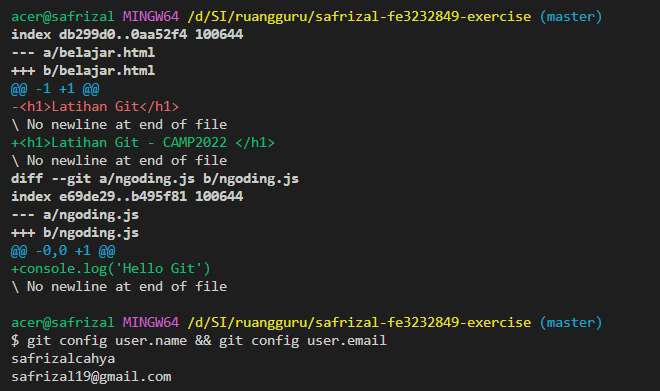 acer@safrizal MINGW64 /d/SI/ruangguru/safrizal-fe3232849-exercise (master)
index db299d0..0aa52f4 100644
--- a/belajar.html
+++ b/belajar.html
@@ -1 +1 @@
-<h1>Latihan Git</h1>
\ No newline at end of file
+<h1>Latihan Git - CAMP2022 </h1>
\ No newline at end of file
diff --git a/ngoding.js b/ngoding.js
index e69de29..b495f81 100644
--- a/ngoding.js
+++ b/ngoding.js
@@ -0,0 +1 @@
+console.log('Hello Git')
\ No newline at end of file
acer@safrizal MINGW64 /d/SI/ruangguru/safrizal-fe3232849-exercise (master)
$ git config user.name && git config user.email
safrizalcahya
safrizal19@gmail.com